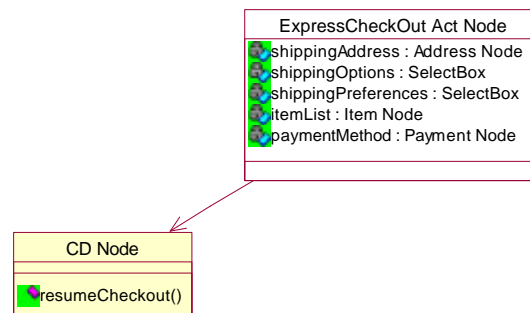 ExpressCheckOut Act Node
shippingAddress : Address Node
shippingOptions : SelectBox
shippingPreferences : SelectBox
itemList : Item Node
paymentMethod : Payment Node
CD Node
resumeCheckout()